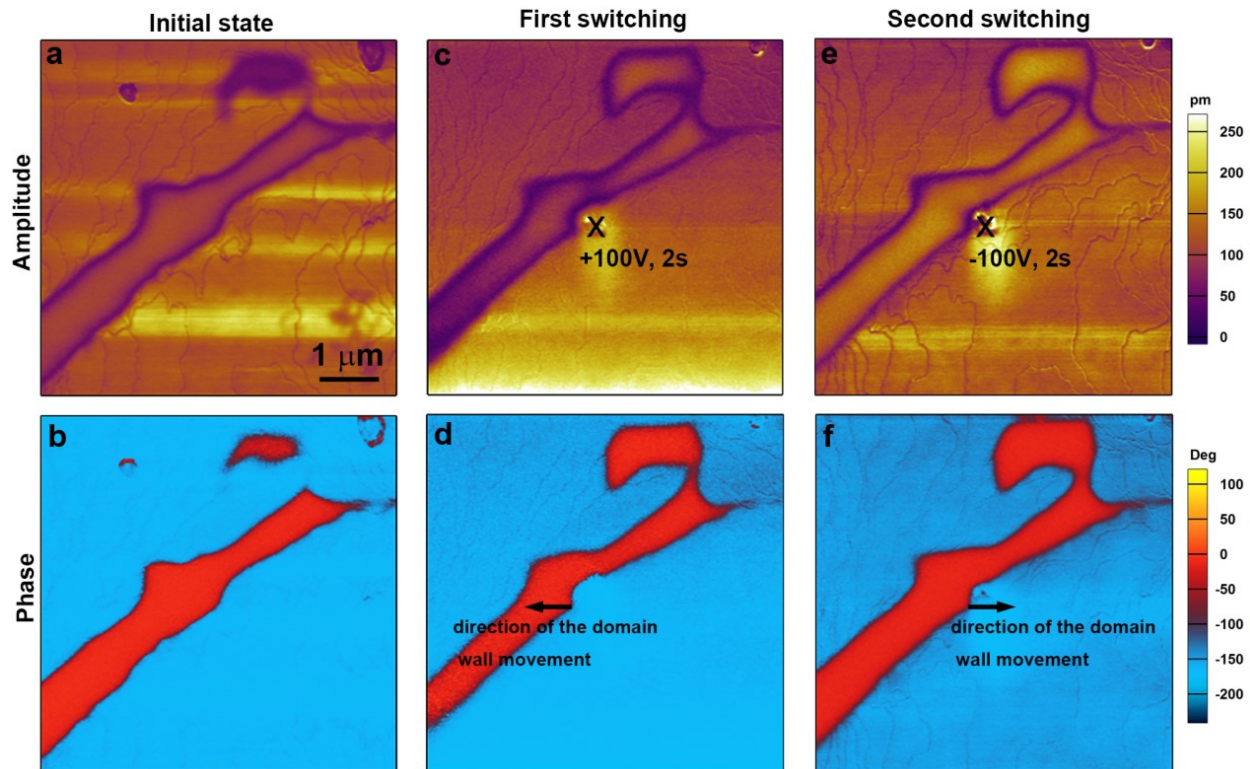 Initial state
First switching
Second switching
Amplitude
a
1 μm
c
X
+100V, 2s
e
X
-100V, 2s
pm
250
200
150
100
50
0
Phase
b
d
direction of the domain
wall movement
f
direction of the domain
wall movement
Deg
100
50
0
-50
-100
-150
-200